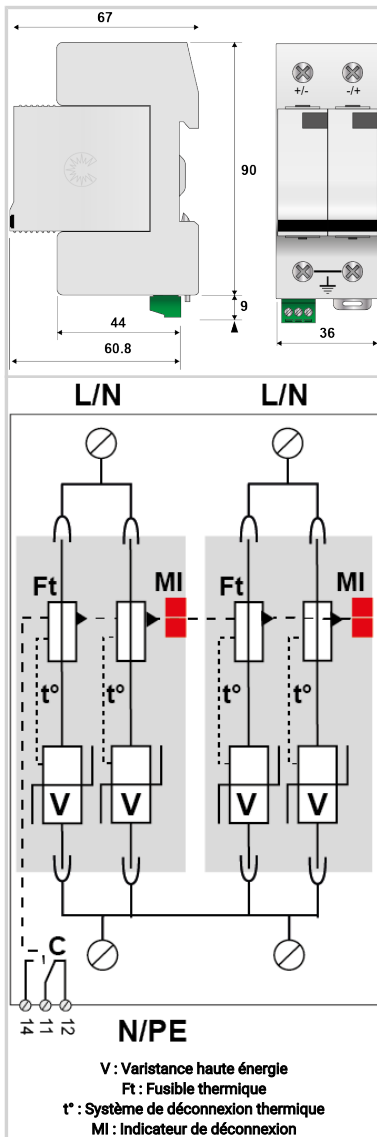 67
+/- -/+
90
9
44
60.8
36
L/N L/N
Ft MI Ft MI
t° t° t° t°
V V V V
C
14 11 12
N/PE
V : Varistance haute énergie
Ft : Fusible thermique
t° : Système de déconnexion thermique
MI : Indicateur de déconnexion